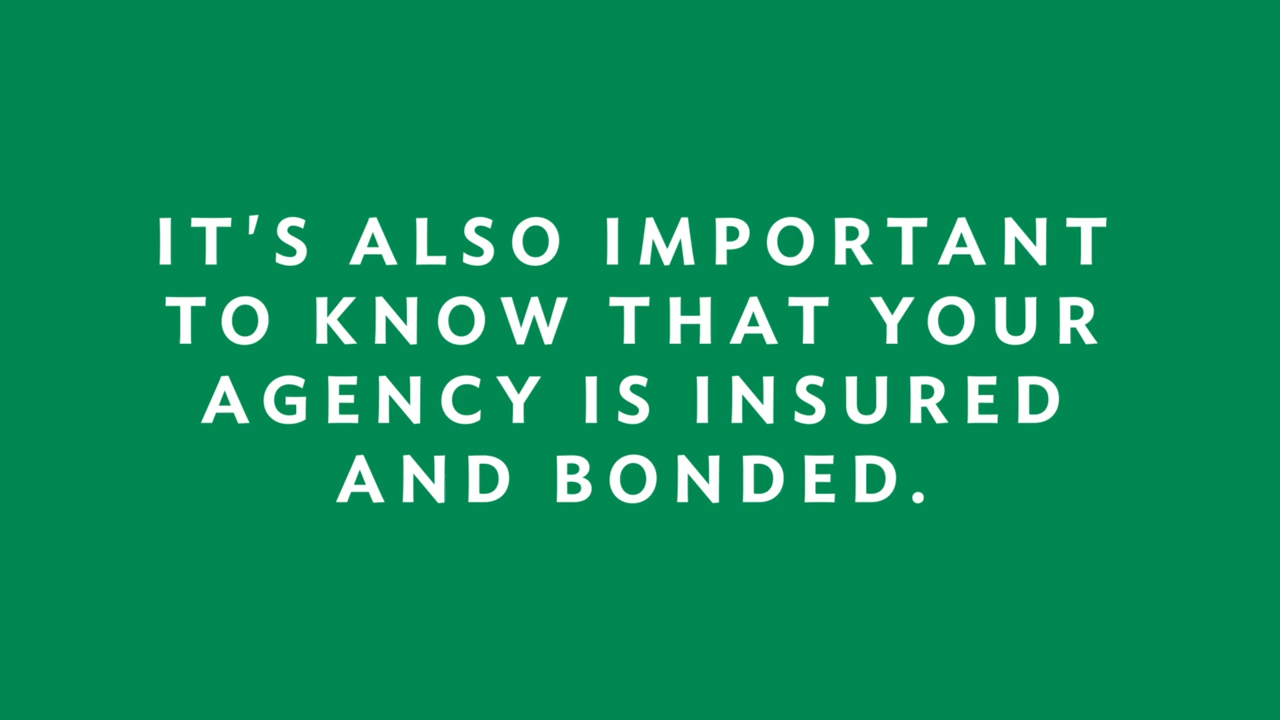 IT'S ALSO IMPORTANT
TO KNOW THAT YOUR
AGENCY IS INSURED
AND BONDED.